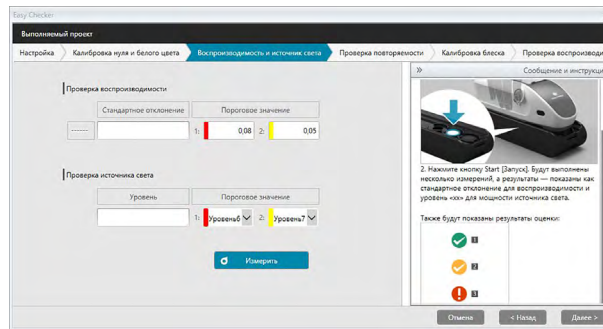 Easy Checker
Выполняемый проект
Настройка
Калибровка нуля и белого цвета
Воспроизводимость и источник света
Проверка повторяемости
Калибровка блеска
Проверка воспроизводи
Проверка воспроизводимости
Стандартное отклонение
Пороговое значение
------
1:
0,08
2:
0,05
Проверка источника света
Уровень
Пороговое значение
1:
Уровень6
2:
Уровень7
Измерить
»
Сообщение и инструкци
2. Нажмите кнопку Start [Запуск]. Будут выполнены
несколько измерений, а результаты — показаны как
стандартное отклонение для воспроизводимости и
уровень «xx» для мощности источника света.
Также будут показаны результаты оценки:
1
2
3
Отмена
< Назад
Далее >